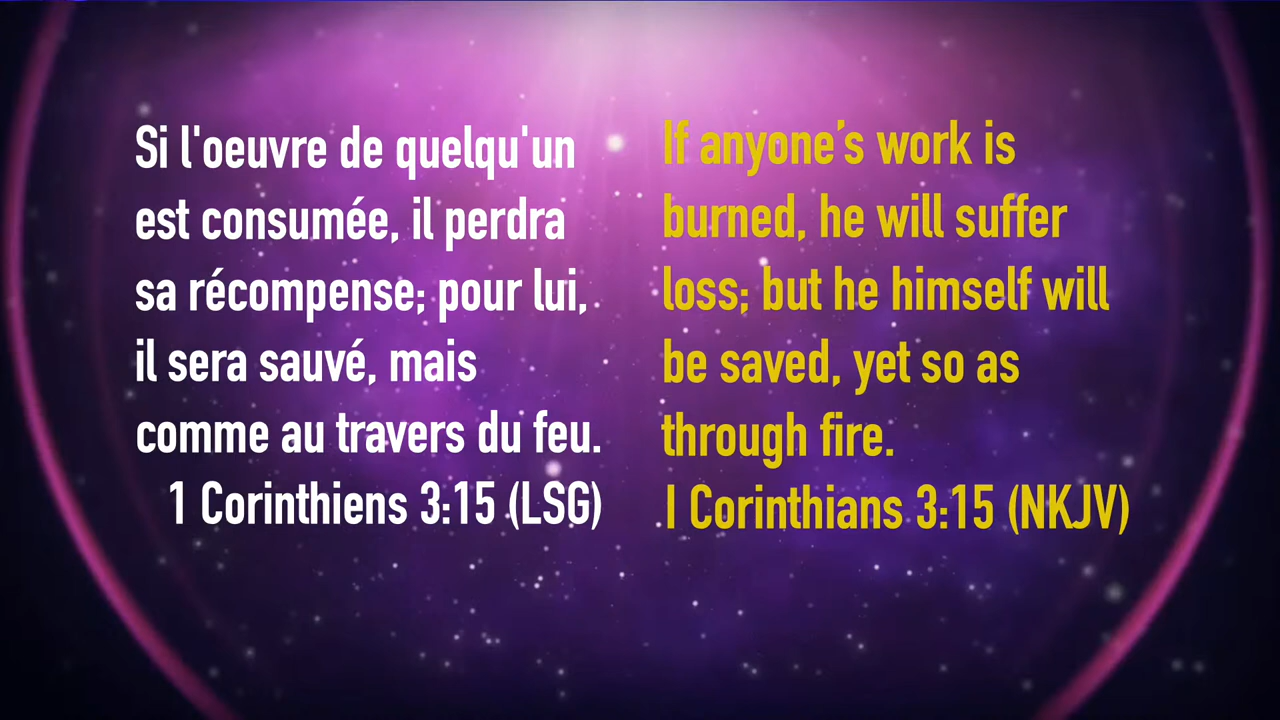 Si l'oeuvre de quelqu'un
est consumée, il perdra
sa récompense; pour lui,
il sera sauvé, mais
comme au travers du feu.
1 Corinthiens 3:15 (LSG)
If anyone’s work is
burned, he will suffer
loss; but he himself will
be saved, yet so as
through fire.
I Corinthians 3:15 (NKJV)